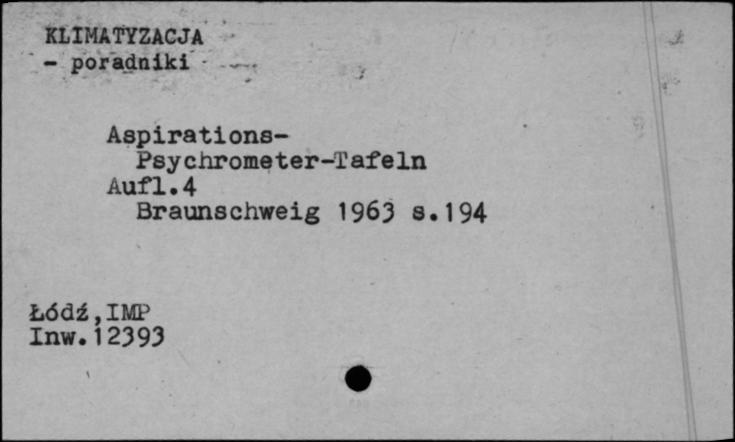 KLIMATYZACJA
- poradniki
Aspirations-
Psychrometer-Tafeln
Aufl.4
Braunschweig 1963 s.194
Łódź,IMP
Inw.12393